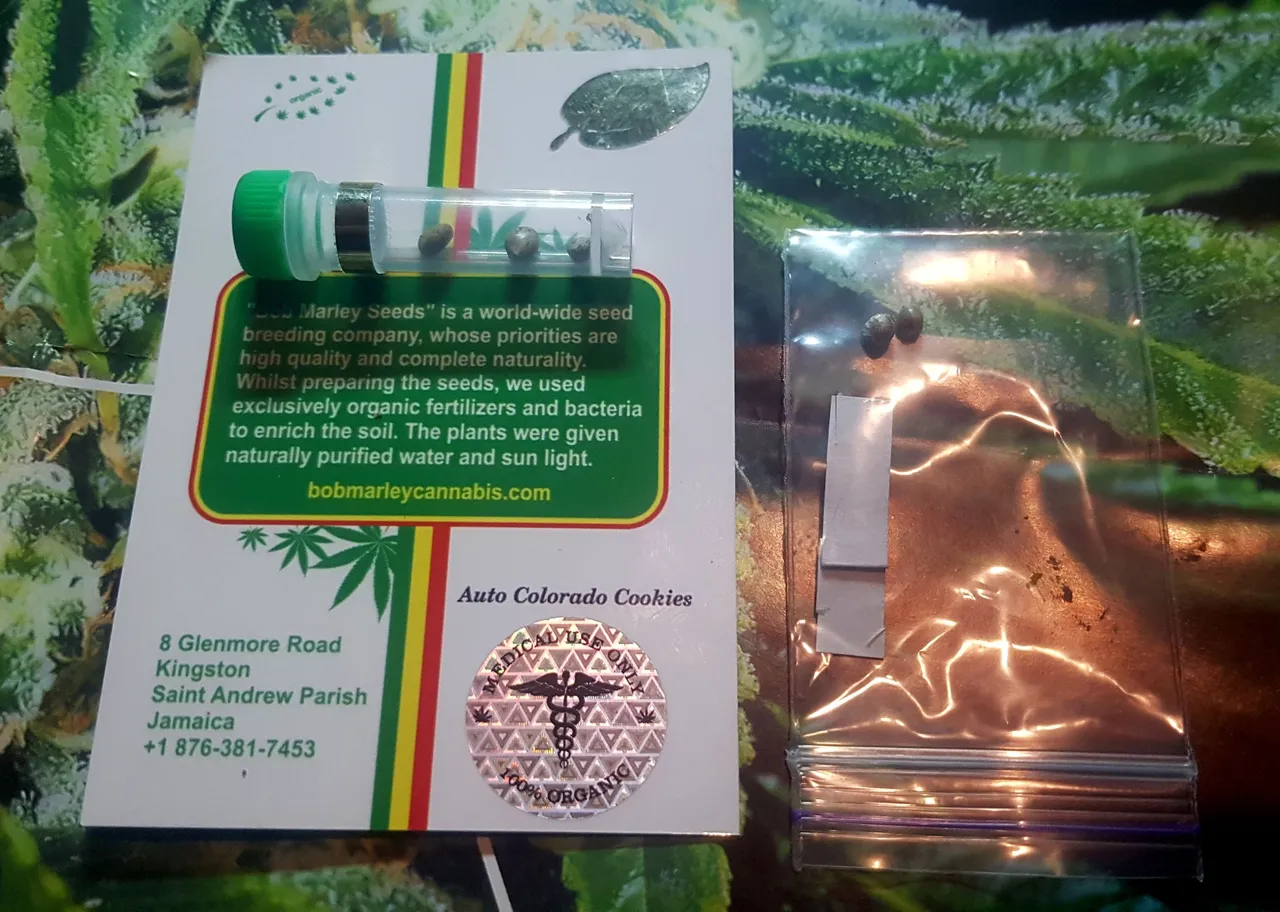 organic
"Bob Marley Seeds" is a world-wide seed
breeding company, whose priorities are
high quality and complete naturality.
Whilst preparing the seeds, we used
exclusively organic fertilizers and bacteria
to enrich the soil. The plants were given
naturally purified water and sun light.
bobmarleycannabis.com
Auto Colorado Cookies
8 Glenmore Road
Kingston
Saint Andrew Parish
Jamaica
+1 876-381-7453
MEDICAL USE ONLY
100% ORGANIC